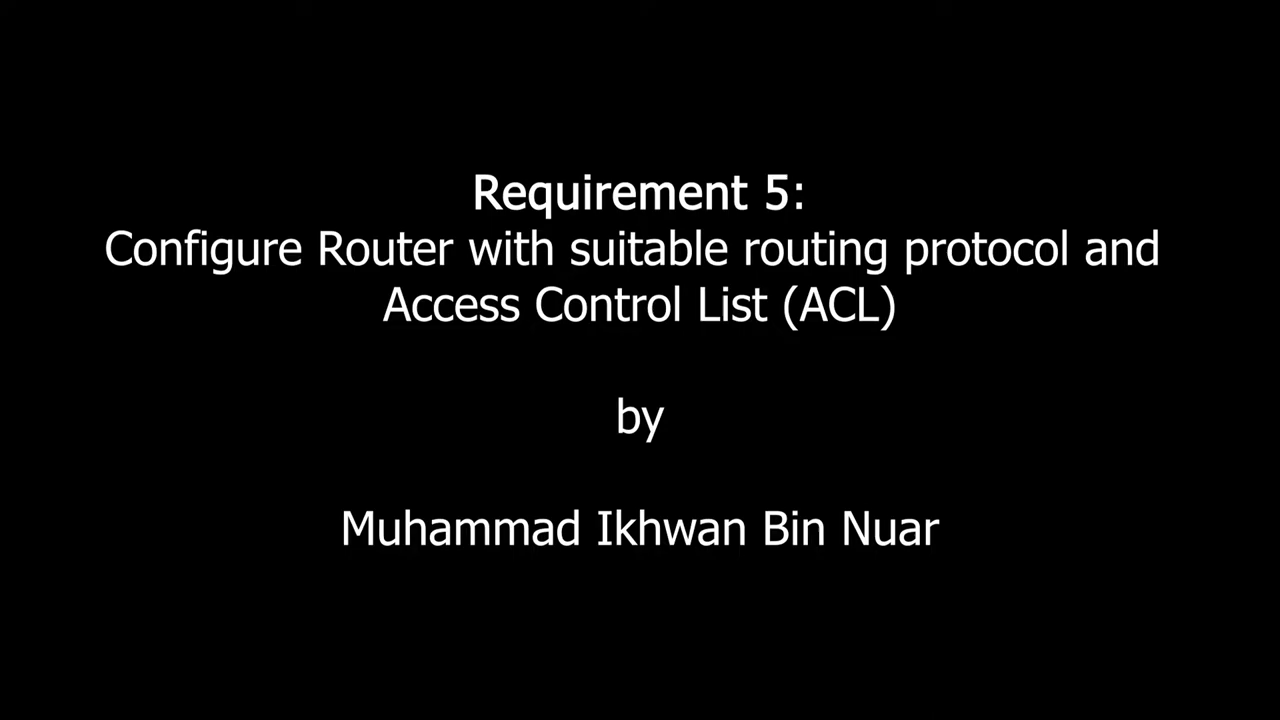 Requirement 5:
Configure Router with suitable routing protocol and
Access Control List (ACL)
by
Muhammad Ikhwan Bin Nuar